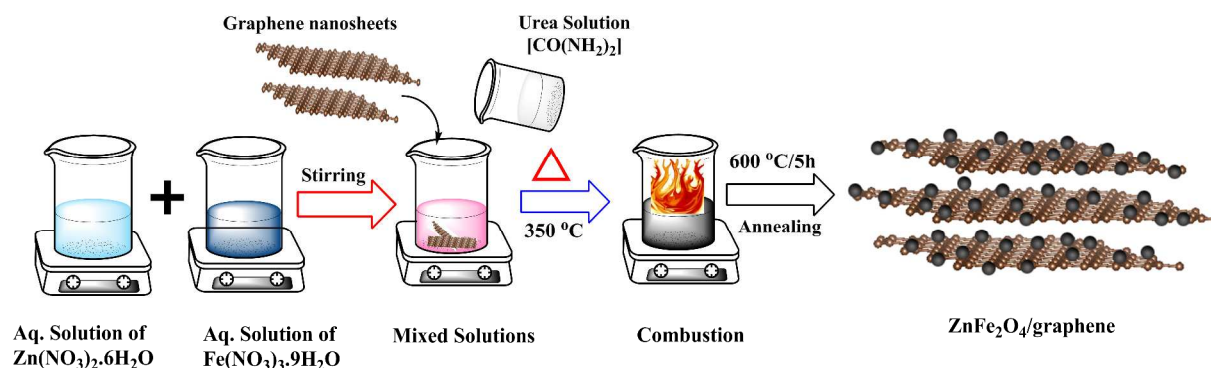 Graphene nanosheets
Urea Solution
[CO(NH₂)₂]
Stirring
350 °C
600 °C/5h
Annealing
Aq. Solution of
Zn(NO₃)₂.6H₂O
Aq. Solution of
Fe(NO₃)₃.9H₂O
Mixed Solutions
Combustion
ZnFe₂O₄/graphene